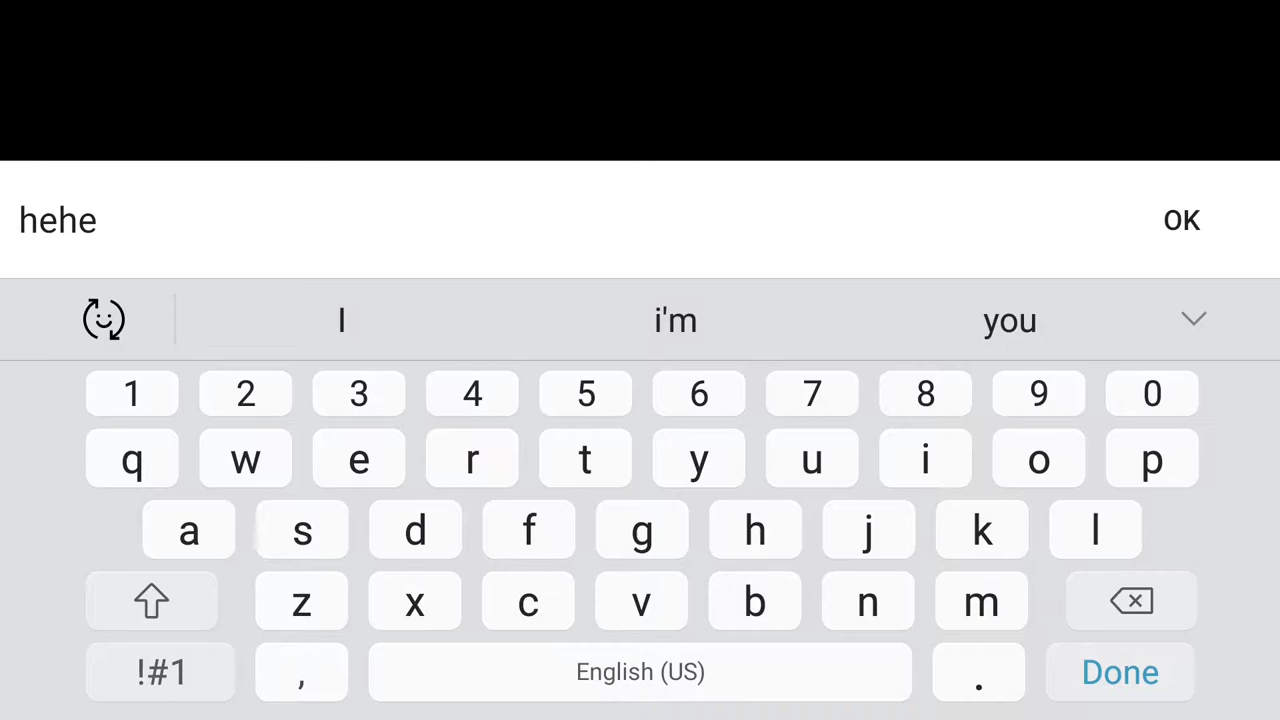 hehe OK
I i'm you
1 2 3 4 5 6 7 8 9 0
q w e r t y u i o p
a s d f g h j k l
z x c v b n m
!#1 , English (US) . Done